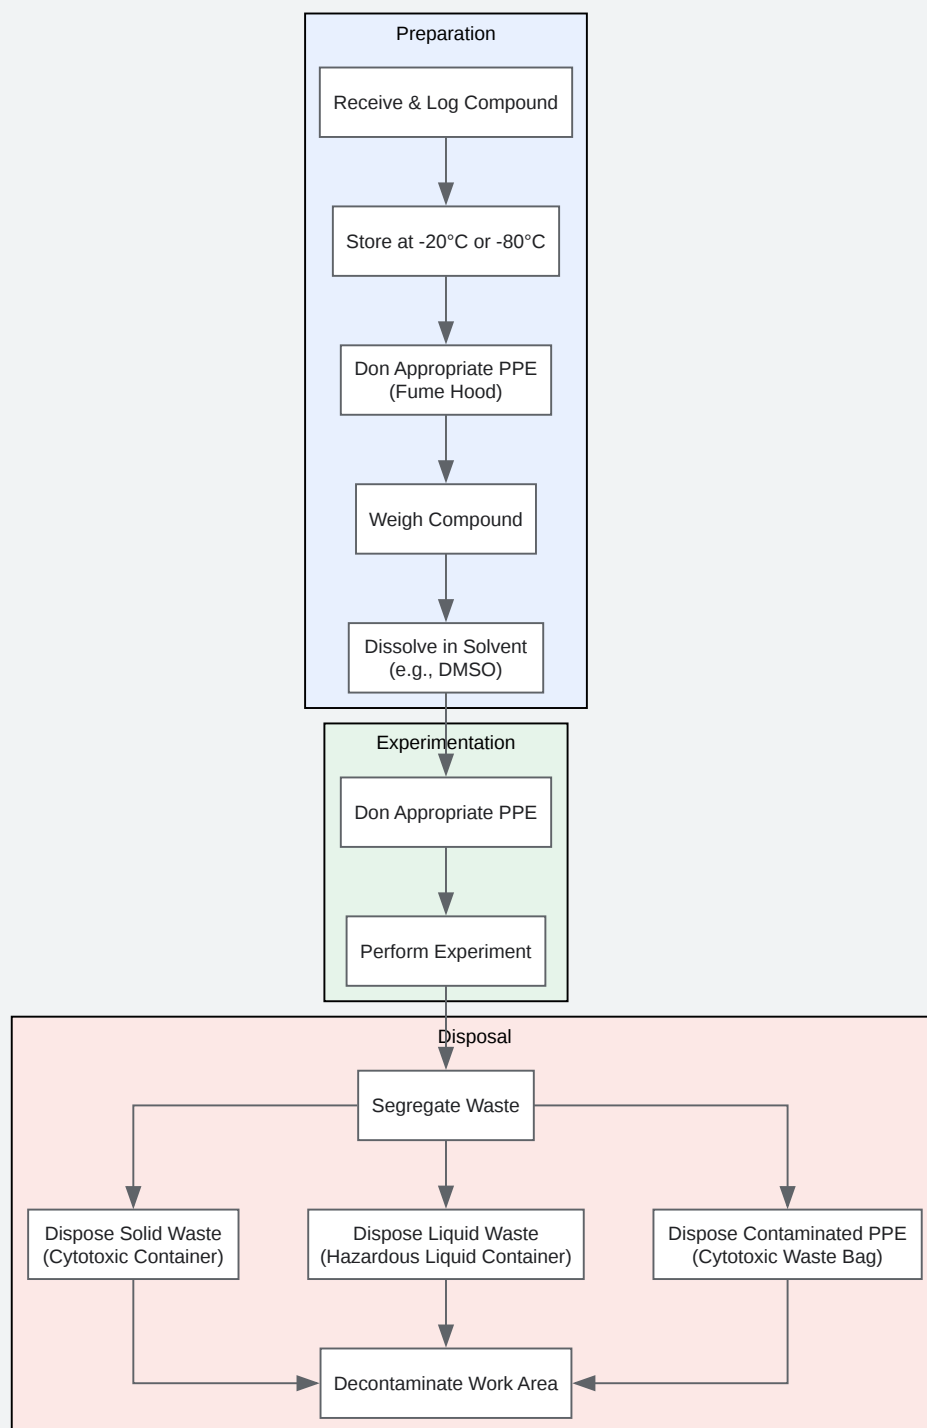 Preparation
Receive & Log Compound
Store at -20°C or -80°C
Don Appropriate PPE
(Fume Hood)
Weigh Compound
Dissolve in Solvent
(e.g., DMSO)
Experimentation
Don Appropriate PPE
Perform Experiment
Disposal
Segregate Waste
Dispose Solid Waste
(Cytotoxic Container)
Dispose Liquid Waste
(Hazardous Liquid Container)
Dispose Contaminated PPE
(Cytotoxic Waste Bag)
Decontaminate Work Area